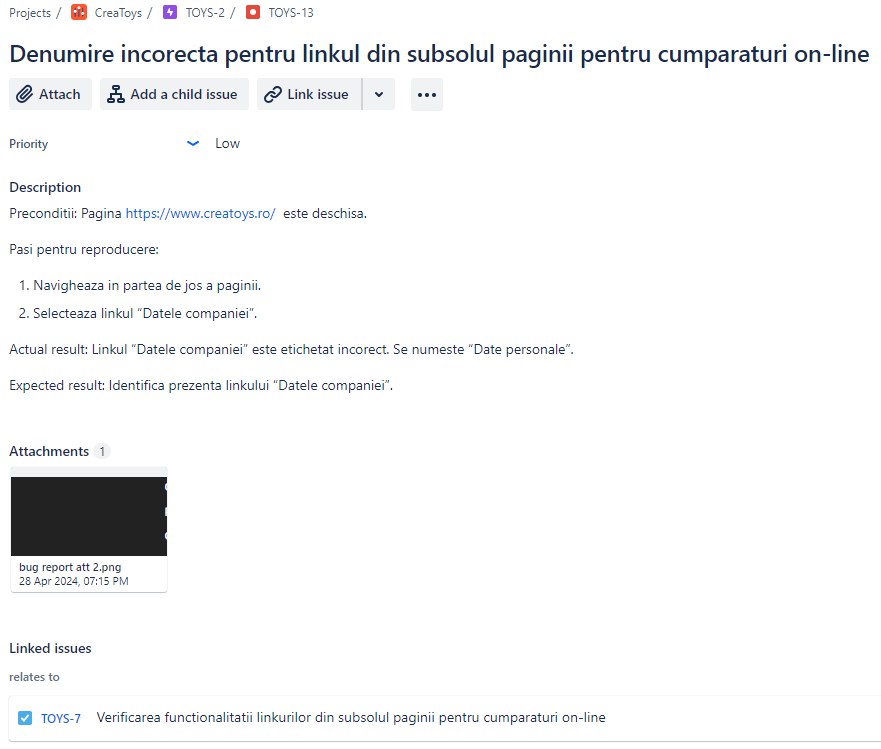 Projects / CreaToys / TOYS-2 / TOYS-13
Denumire incorecta pentru linkul din subsolul paginii pentru cumparaturi on-line
Attach Add a child issue Link issue
Priority Low
Description
Preconditii: Pagina https://www.creatoys.ro/ este deschisa.
Pasi pentru reproducere:
1. Navigheaza in partea de jos a paginii.
2. Selecteaza linkul “Datele companiei”.
Actual result: Linkul “Datele companiei” este etichetat incorect. Se numeste “Date personale”.
Expected result: Identifica prezenta linkului “Datele companiei”.
Attachments 1
bug report att 2.png
28 Apr 2024, 07:15 PM
Linked issues
relates to
TOYS-7 Verificarea functionalitatii linkurilor din subsolul paginii pentru cumparaturi on-line